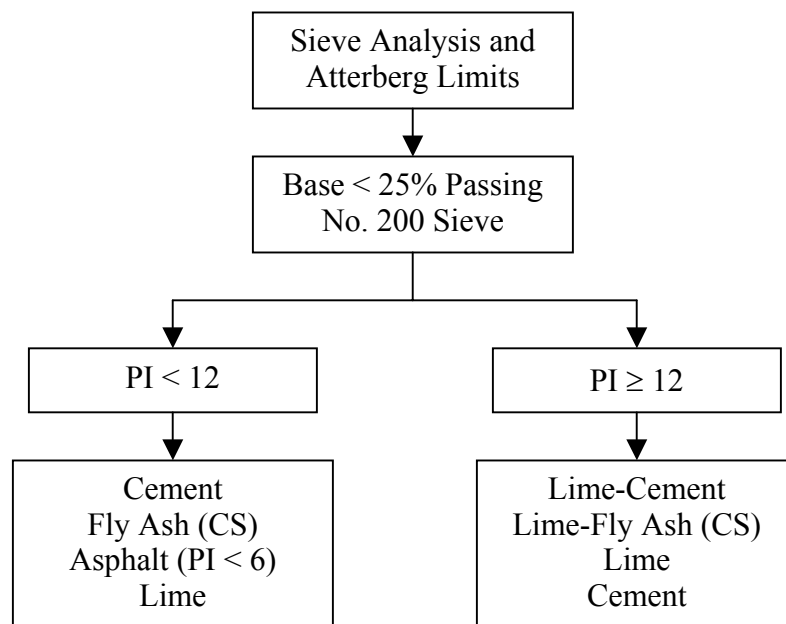 Sieve Analysis and
Atterberg Limits
Base < 25% Passing
No. 200 Sieve
PI < 12
PI ≥ 12
Cement
Fly Ash (CS)
Asphalt (PI < 6)
Lime
Lime-Cement
Lime-Fly Ash (CS)
Lime
Cement